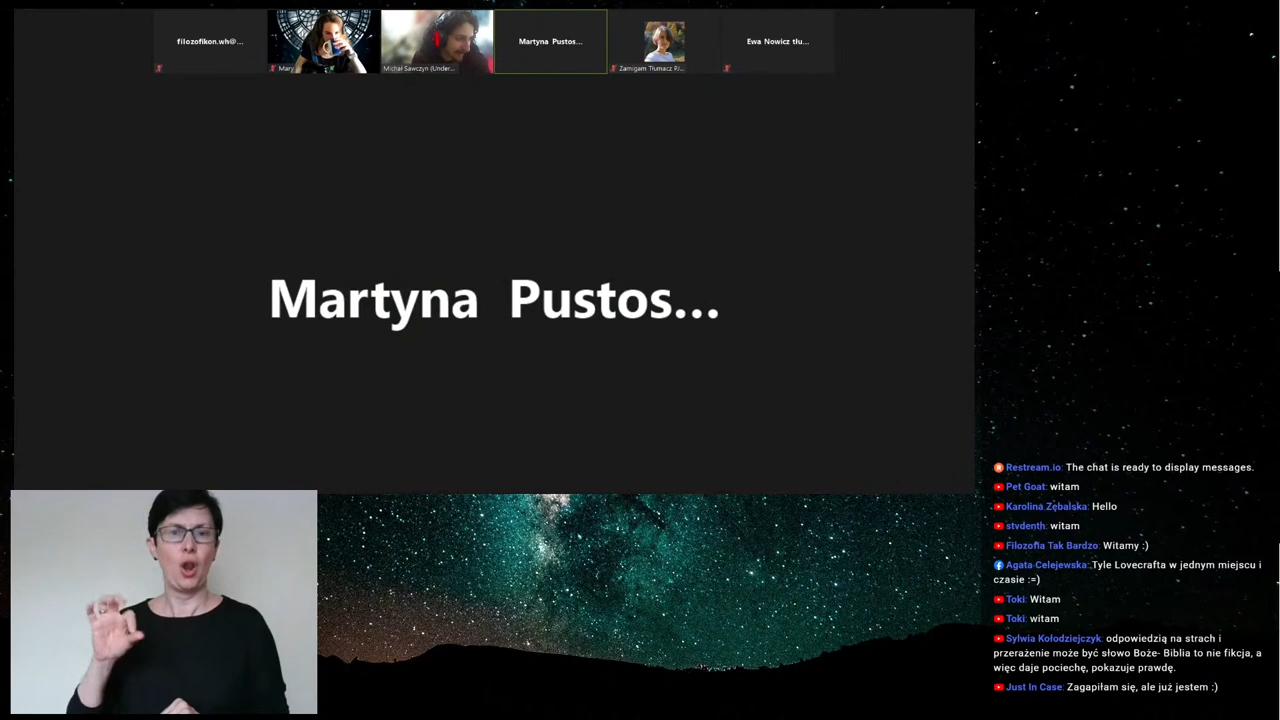 filozofikon.wh@...
Martyna Pustos...
Ewa Nowicz tłu...
Mary
Michał Sawczyn (Under...
Zamigam Tłumacz PJ...
Martyna Pustos...
Restream.io: The chat is ready to display messages.
Pet Goat: witam
Karolina Zębalska: Hello
stvdenth: witam
Filozofia Tak Bardzo: Witamy :)
Agata Celejewska: Tyle Lovecrafta w jednym miejscu i
czasie :=)
Toki: Witam
Toki: witam
Sylwia Kołodziejczyk: odpowiedzią na strach i
przerażenie może być słowo Boże- Biblia to nie fikcja, a
więc daje pociechę, pokazuje prawdę.
Just In Case: Zagapiłam się, ale już jestem :)